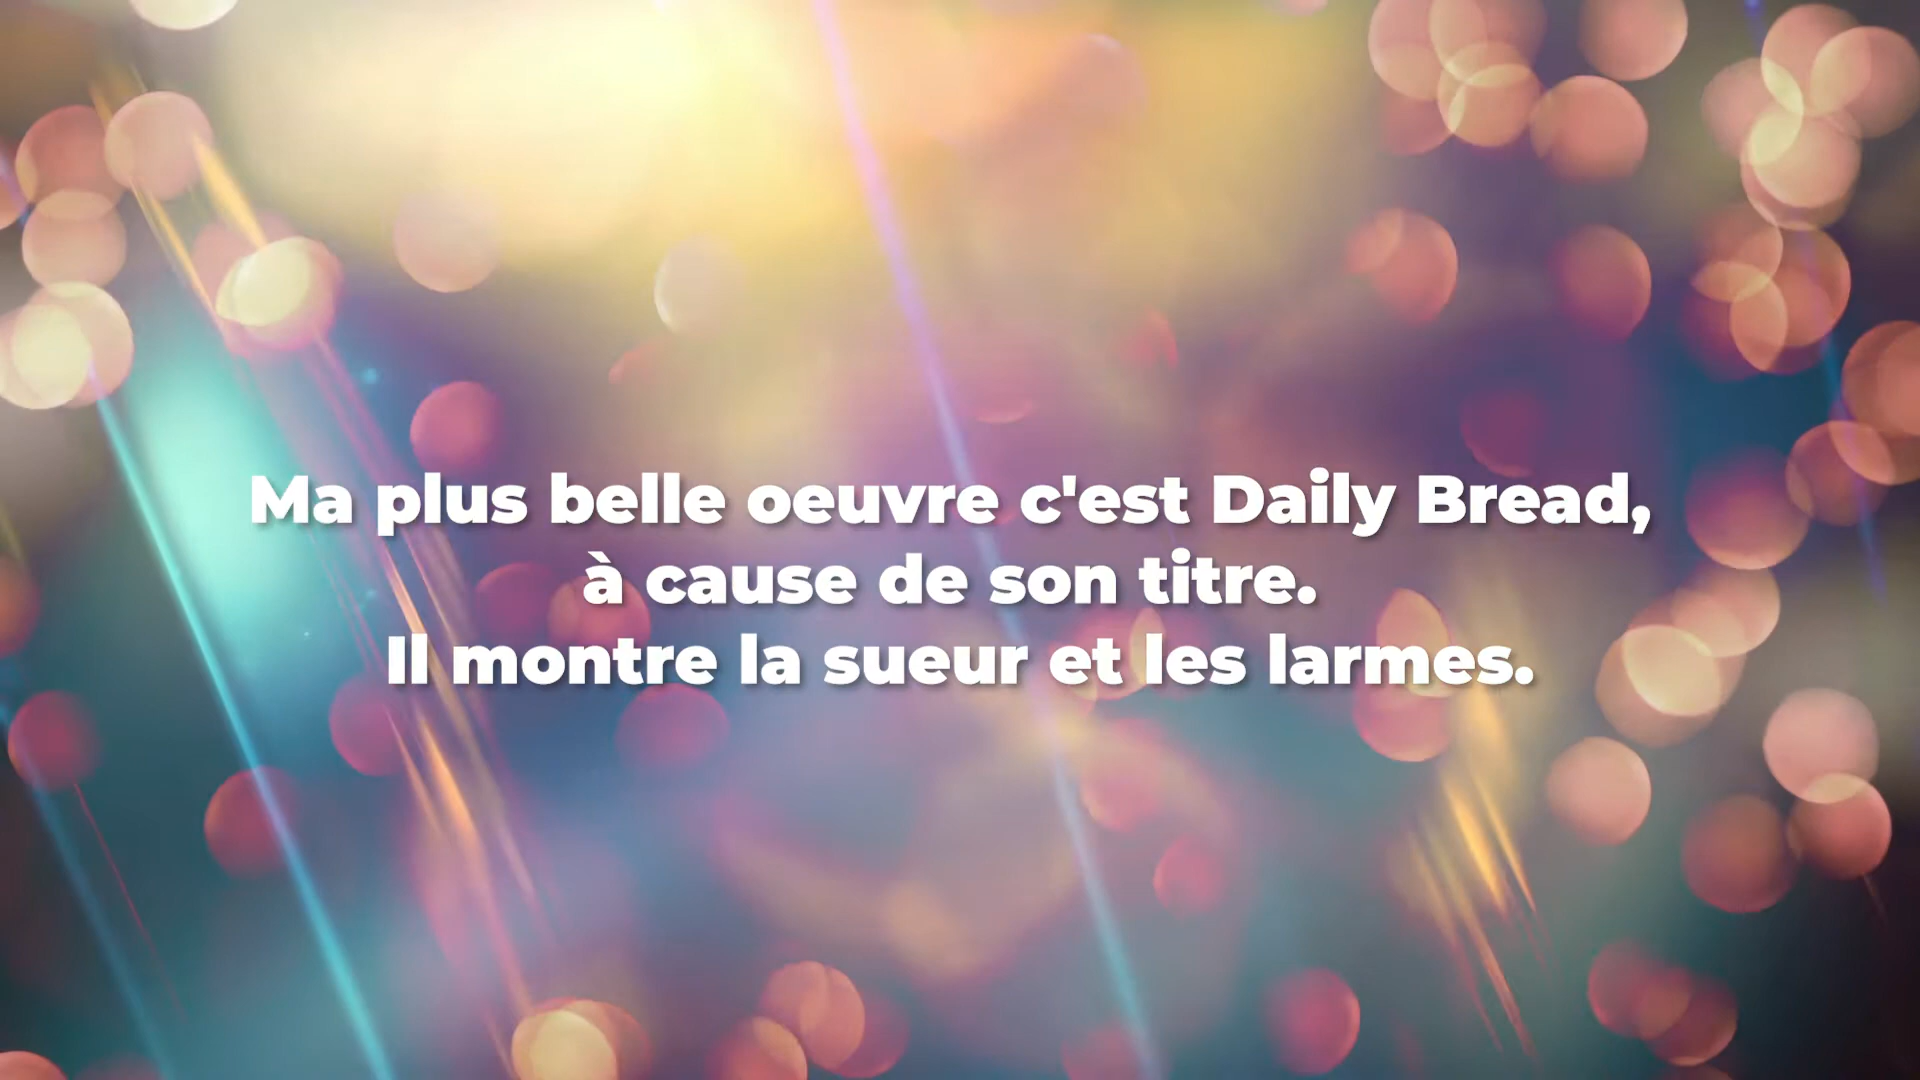 Ma plus belle oeuvre c'est Daily Bread,
à cause de son titre.
Il montre la sueur et les larmes.